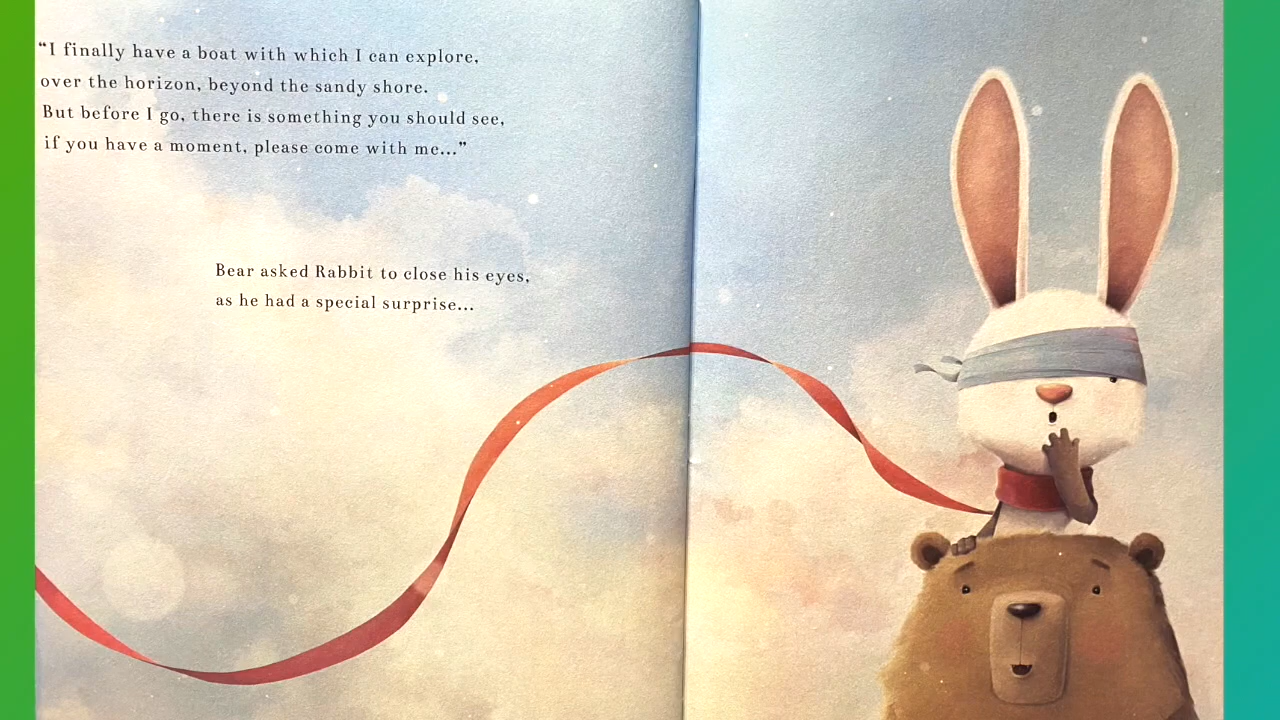 “I finally have a boat with which I can explore,
over the horizon, beyond the sandy shore.
But before I go, there is something you should see,
if you have a moment, please come with me...”
Bear asked Rabbit to close his eyes,
as he had a special surprise...